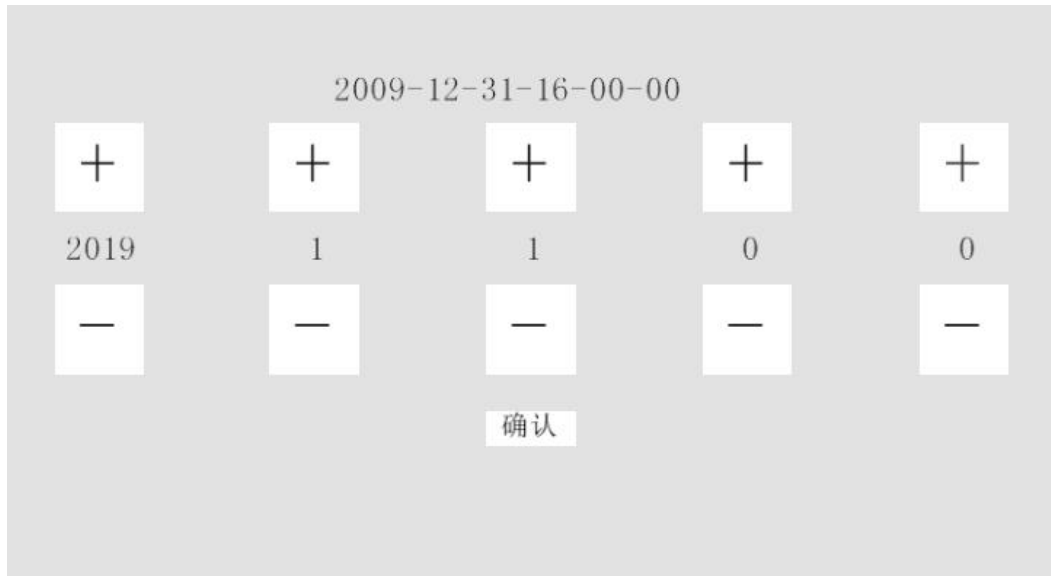 2009-12-31-16-00-00
+ + + + +
2019 1 1 0 0
— — — — —
确认